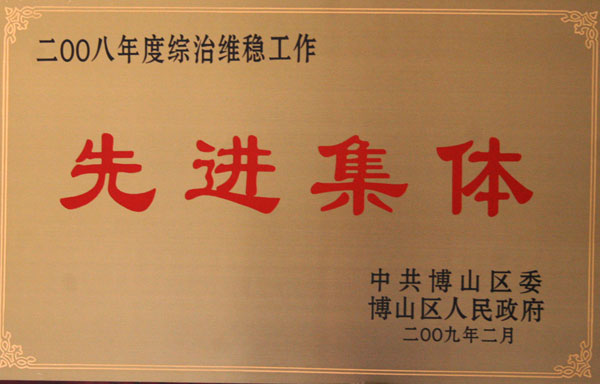 二00八年度综治维稳工作
先进集体
中共博山区委
博山区人民政府
二00九年二月